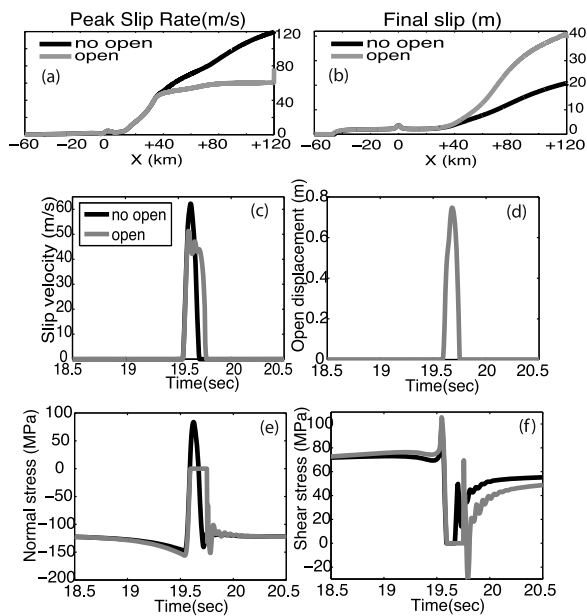 Peak Slip Rate(m/s)
no open
open
(a)
120
80
40
0
−60
−20
0
+20
+60
+120
X (km)
Final slip (m)
no open
open
(b)
40
30
20
10
0
−60
−20
0
+20
+60
+120
X (km)
Slip velocity (m/s)
60
50
40
30
20
10
0
no open
open
(c)
18.5
19
19.5
20
20.5
Time(sec)
Open displacement (m)
0.8
0.6
0.4
0.2
0
(d)
18.5
19
19.5
20
20.5
Time(sec)
Normal stress (MPa)
100
50
0
−50
−100
−150
−200
(e)
18.5
19
19.5
20
20.5
Time(sec)
Shear stress (MPa)
100
80
60
40
20
0
−20
(f)
18.5
19
19.5
20
20.5
Time(sec)